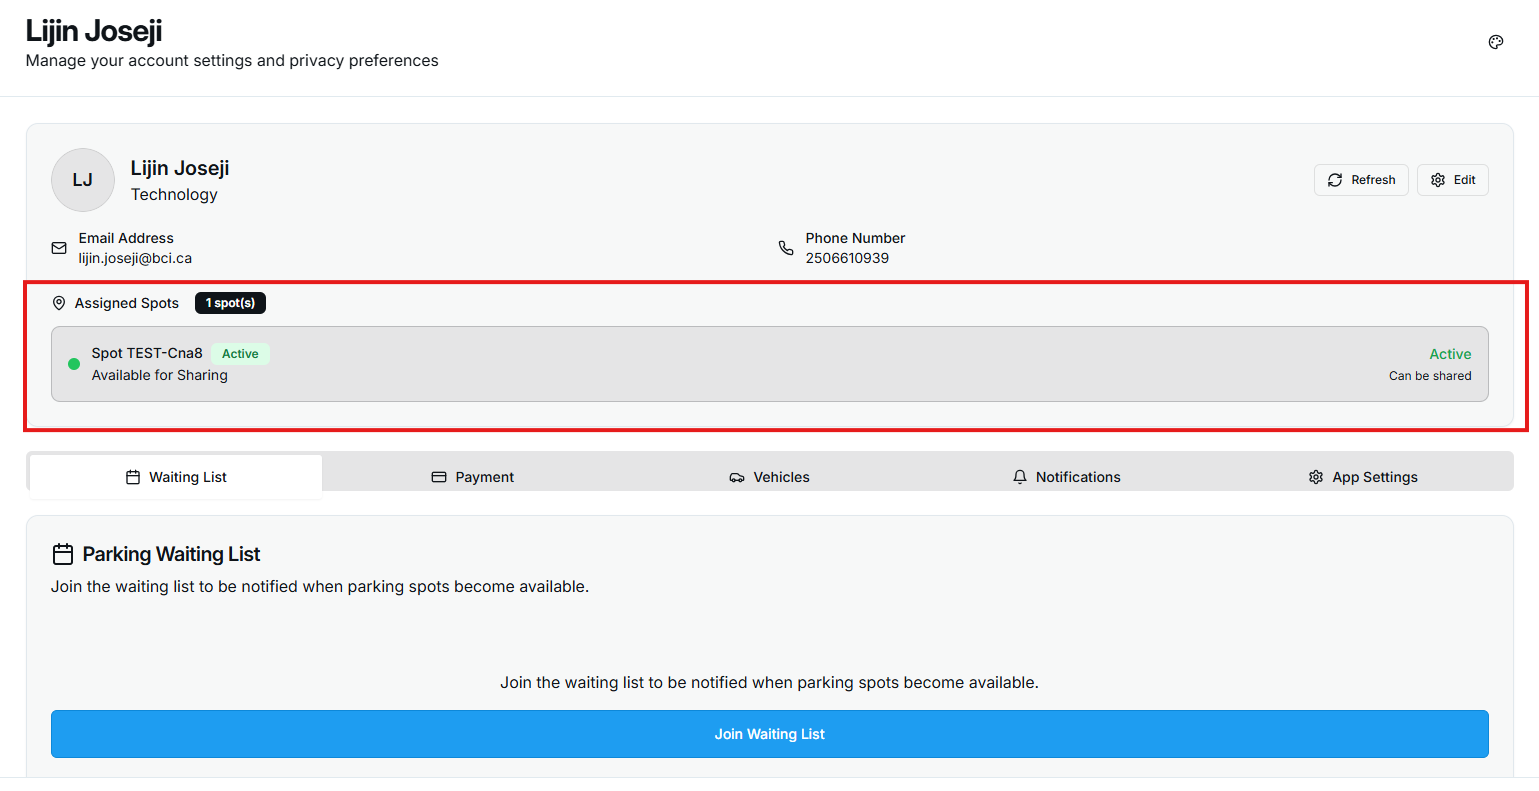 Lijin Joseji
Manage your account settings and privacy preferences
LJ
Lijin Joseji
Technology
Refresh
Edit
Email Address
lijin.joseji@bci.ca
Phone Number
2506610939
Assigned Spots
1 spot(s)
Spot TEST-Cna8
Active
Available for Sharing
Active
Can be shared
Waiting List
Payment
Vehicles
Notifications
App Settings
Parking Waiting List
Join the waiting list to be notified when parking spots become available.
Join the waiting list to be notified when parking spots become available.
Join Waiting List